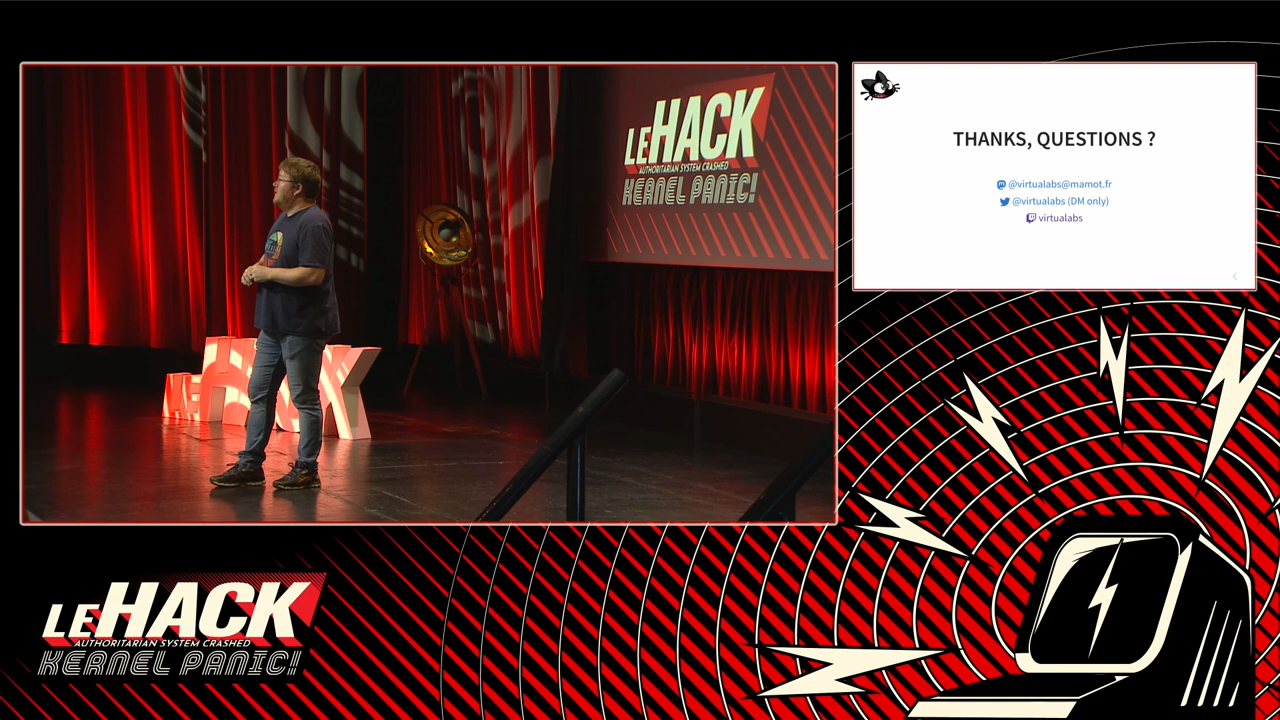 LEHACK
AUTHORITARIAN SYSTEM CRASHED
KERNEL PANIC!
LEHACK
THANKS, QUESTIONS ?
@virtualabs@mamot.fr
@virtualabs (DM only)
virtualabs
LEHACK
AUTHORITARIAN SYSTEM CRASHED
KERNEL PANIC!